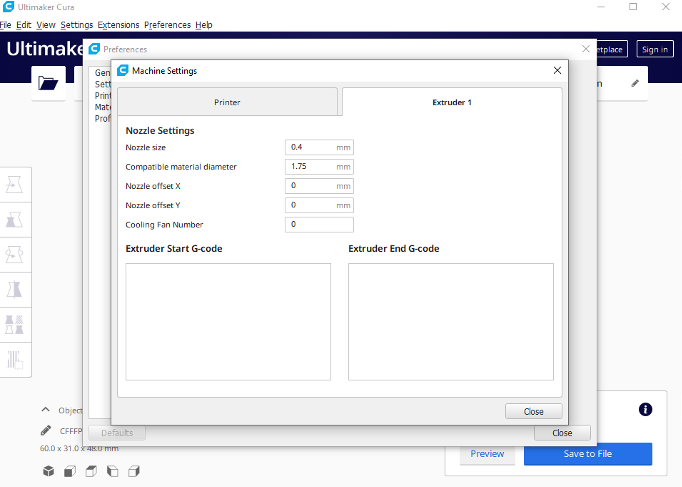 Ultimaker Cura
File Edit View Settings Extensions Preferences Help
Ultimake
etplace
Sign in
Preferences
Gen
Sett
Print
Mate
Prof
n
Machine Settings
Printer
Extruder 1
Nozzle Settings
Nozzle size 0.4 mm
Compatible material diameter 1.75 mm
Nozzle offset X 0 mm
Nozzle offset Y 0 mm
Cooling Fan Number 0
Extruder Start G-code
Extruder End G-code
Close
Object
CFFFP
Defaults
Close
60.0 x 31.0 x 48.0 mm
Preview
Save to File